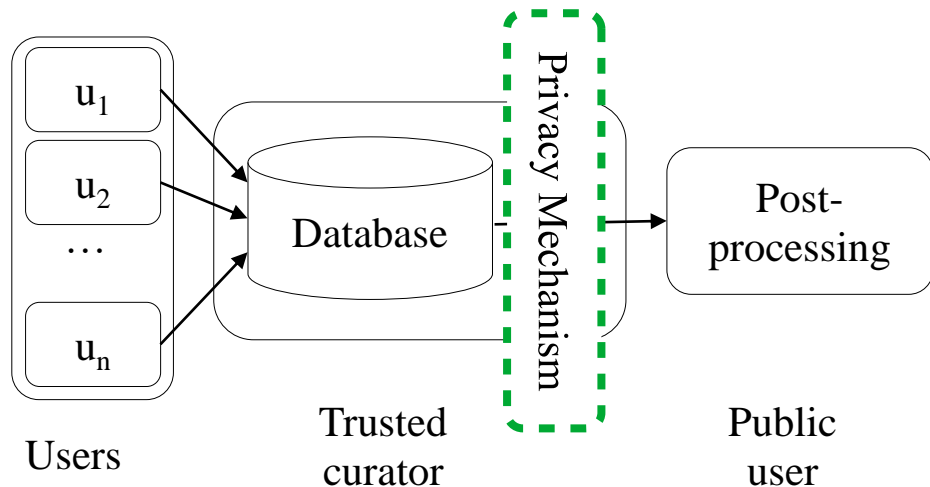 u1
u2
…
un
Users
Database
Trusted
curator
Privacy Mechanism
Post-
processing
Public
user